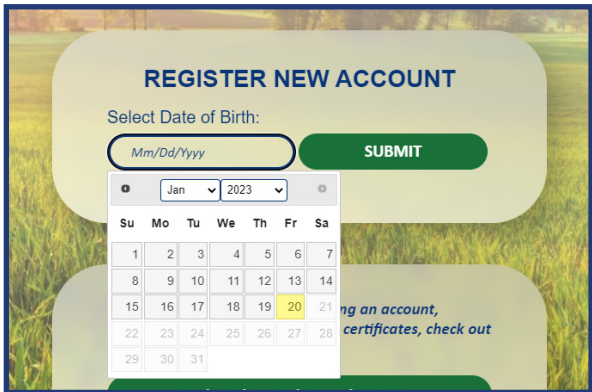 REGISTER NEW ACCOUNT
Select Date of Birth:
Mm/Dd/Yyyy
SUBMIT
Jan 2023
Su Mo Tu We Th Fr Sa
1 2 3 4 5 6 7
8 9 10 11 12 13 14
15 16 17 18 19 20 21
22 23 24 25 26 27 28
29 30 31
ng an account,
certificates, check out